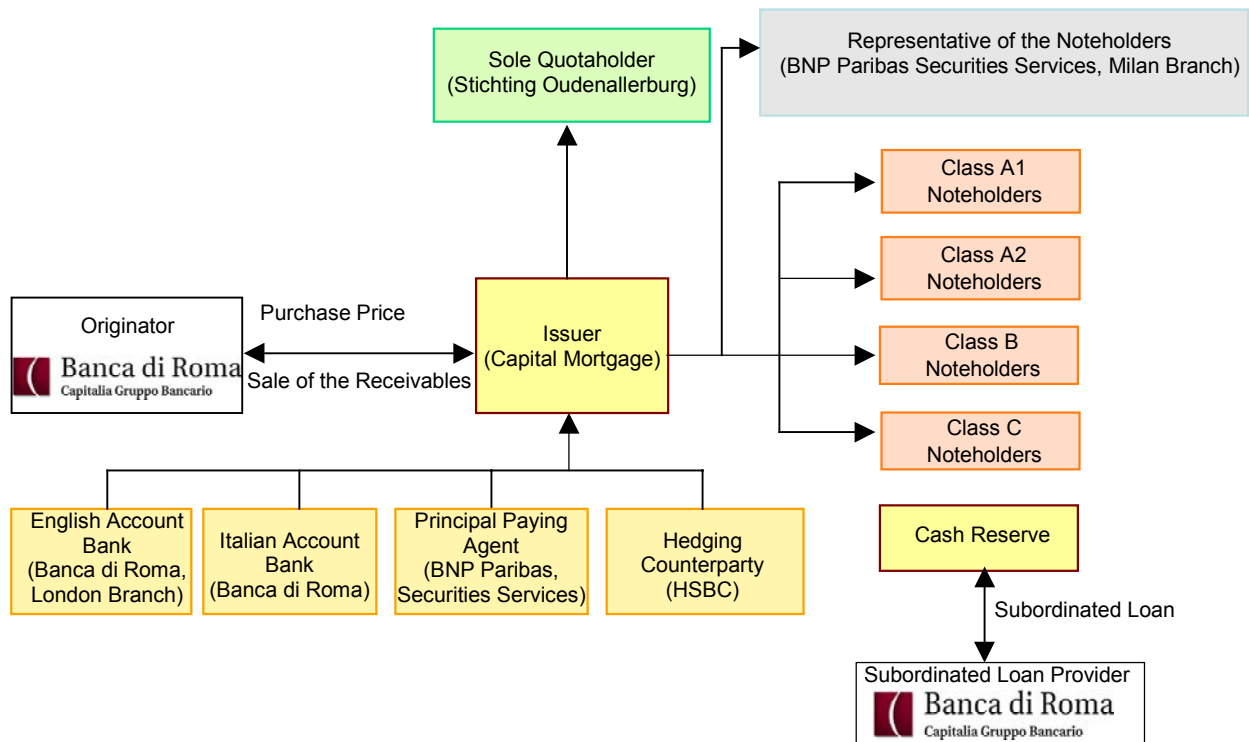 Sole Quotaholder
(Stichting Oudenallerburg)
Representative of the Noteholders
(BNP Paribas Securities Services, Milan Branch)
Class A1
Noteholders
Class A2
Noteholders
Originator
Banca di Roma
Capitalia Gruppo Bancario
Purchase Price
Sale of the Receivables
Issuer
(Capital Mortgage)
Class B
Noteholders
Class C
Noteholders
English Account
Bank
(Banca di Roma,
London Branch)
Italian Account
Bank
(Banca di Roma)
Principal Paying
Agent
(BNP Paribas,
Securities Services)
Hedging
Counterparty
(HSBC)
Cash Reserve
Subordinated Loan
Subordinated Loan Provider
Banca di Roma
Capitalia Gruppo Bancario